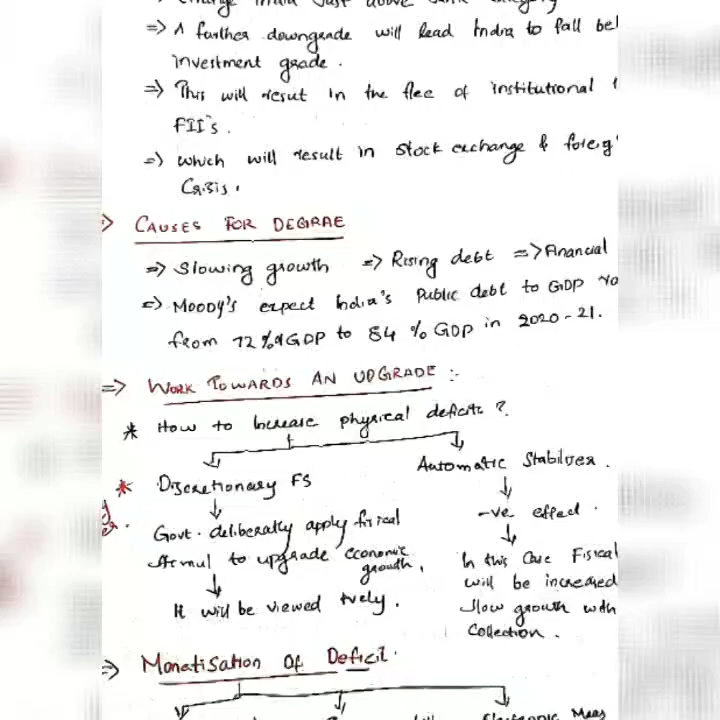 => A further downgrade will lead India to fall bel
investment grade.
=> This will resut in the flee of institutional
FII's.
=> which will result in stock exchange & foreig
Crisis.
=> CAUSES FOR DEGRAE
=> Slowing growth => Rising debt => Financial
=> Moody's expect India's Public debt to GDP
from 72% of GDP to 84 % GDP in 2020-21.
=> WORK TOWARDS AN UPGRADE :-
* How to Increase physical deficits ?
* Discretionary FS
Automatic Stabilizer.
Govt. deliberatly apply fiscal
stimul to upgrade economic
growth.
It will be viewed +vely.
-ve effect.
In this Case Fiscal
will be increased
slow growth with
Collection.
=> Monetisation Of Deficit.